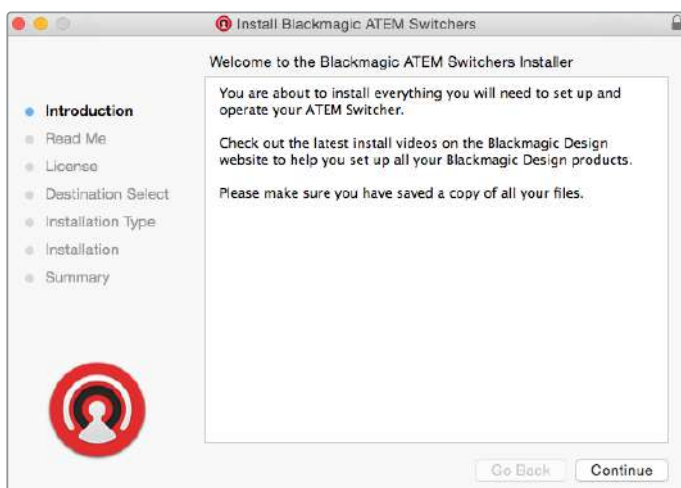 Install Blackmagic ATEM Switchers
Welcome to the Blackmagic ATEM Switchers Installer
Introduction
Read Me
License
Destination Select
Installation Type
Installation
Summary
You are about to install everything you will need to set up and
operate your ATEM Switcher.
Check out the latest install videos on the Blackmagic Design
website to help you set up all your Blackmagic Design products.
Please make sure you have saved a copy of all your files.
Go Back
Continue